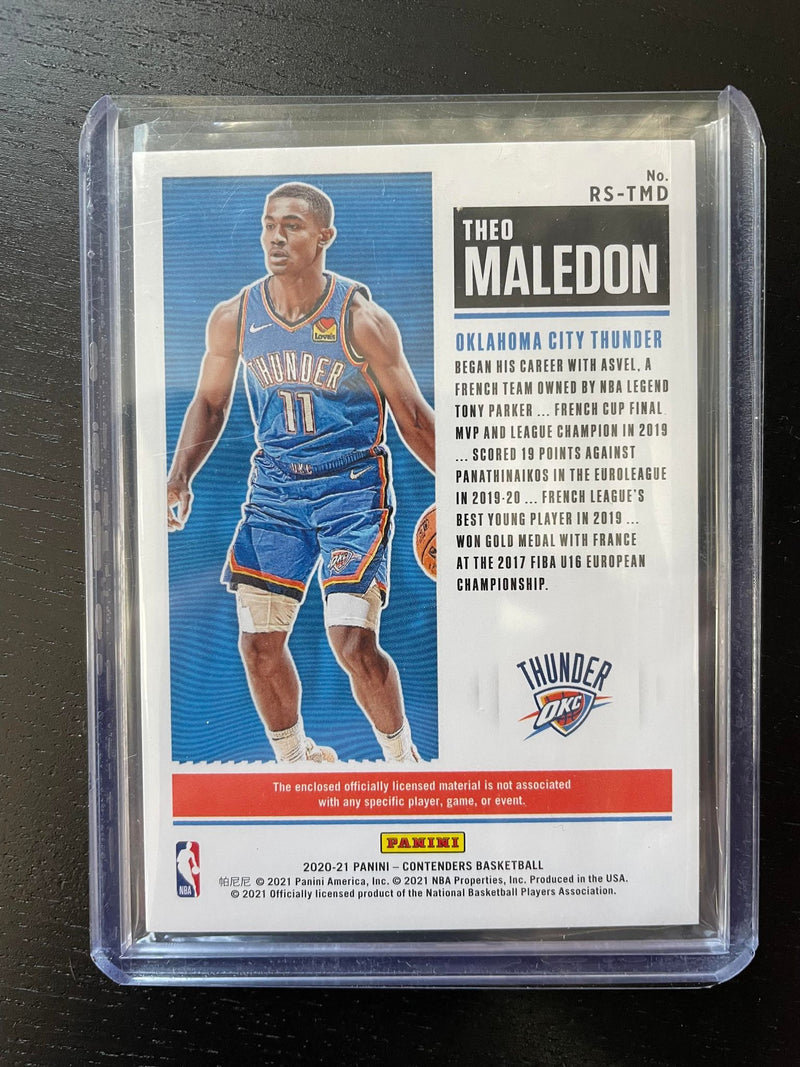 No.
RS-TMD
THEO
MALEDON
OKLAHOMA CITY THUNDER
BEGAN HIS CAREER WITH ASVEL, A
FRENCH TEAM OWNED BY NBA LEGEND
TONY PARKER ... FRENCH CUP FINAL
MVP AND LEAGUE CHAMPION IN 2019
... SCORED 19 POINTS AGAINST
PANATHINAIKOS IN THE EUROLEAGUE
IN 2019-20 ... FRENCH LEAGUE'S
BEST YOUNG PLAYER IN 2019 ...
WON GOLD MEDAL WITH FRANCE
AT THE 2017 FIBA U16 EUROPEAN
CHAMPIONSHIP.
Love's
THUNDER
11
OKC
OKC
THUNDER
OKC
The enclosed officially licensed material is not associated
with any specific player, game, or event.
PANINI
2020-21 PANINI – CONTENDERS BASKETBALL
帕尼尼 © 2021 Panini America, Inc. © 2021 NBA Properties, Inc. Produced in the USA.
© 2021 Officially licensed product of the National Basketball Players Association.
NBA